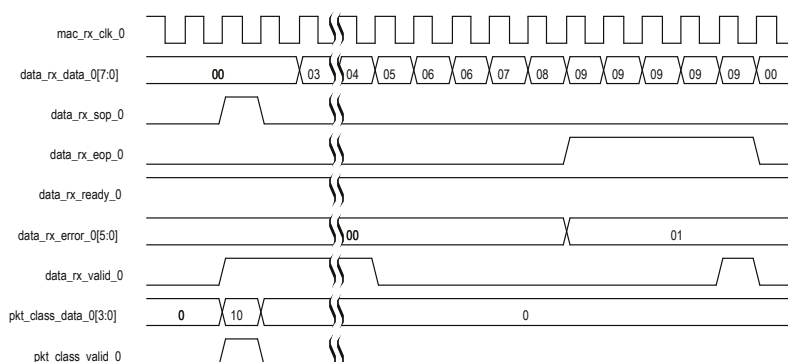 mac_rx_clk_0
data_rx_data_0[7:0] 00 03 04 05 06 06 07 08 09 09 09 09 09 00
data_rx_sop_0
data_rx_eop_0
data_rx_ready_0
data_rx_error_0[5:0] 00 01
data_rx_valid_0
pkt_class_data_0[3:0] 0 10 0
pkt_class_valid_0